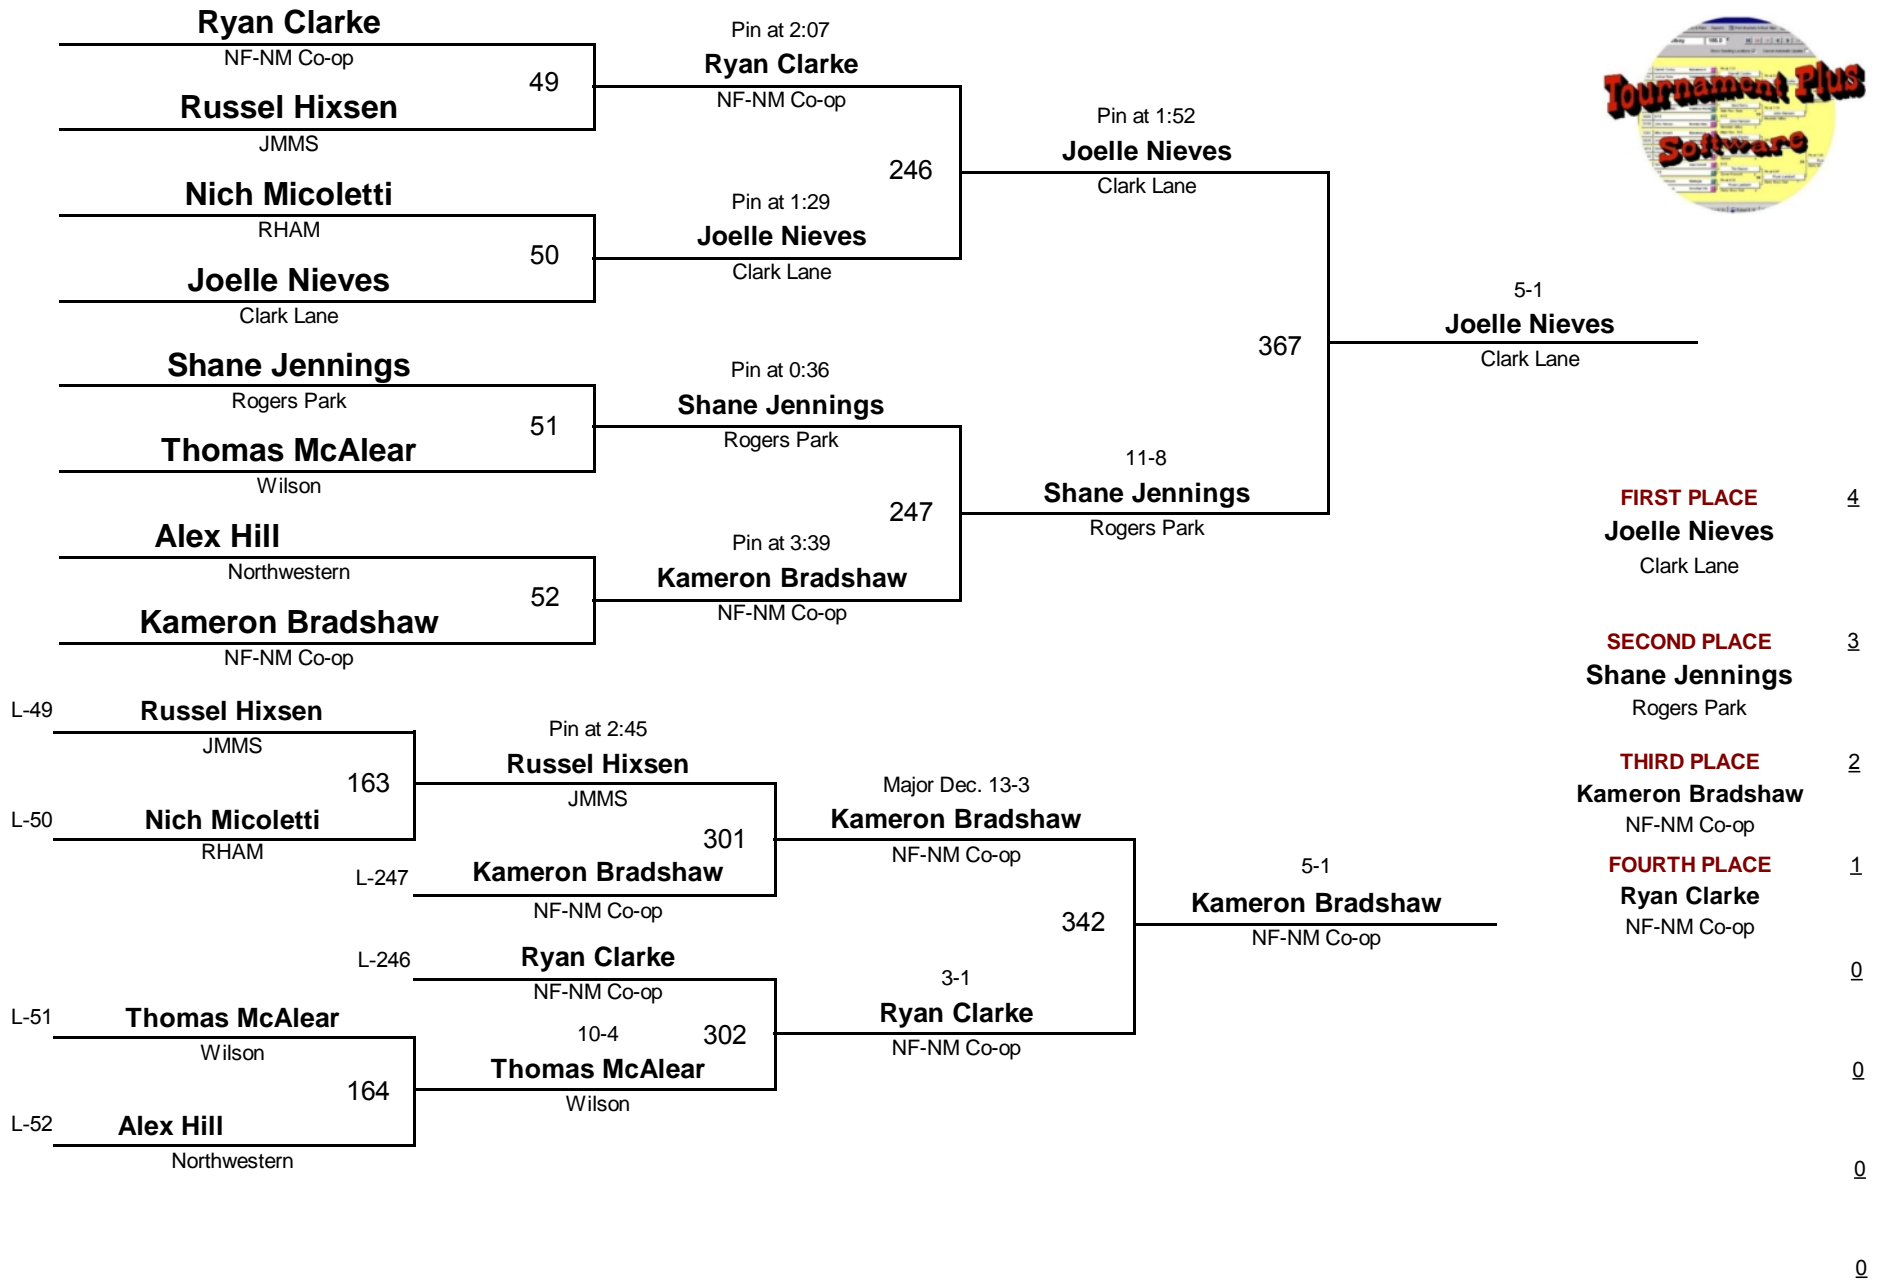 Ryan Clarke
NF-NM Co-op
49
Russel Hixsen
JMMS
Nich Micoletti
RHAM
50
Joelle Nieves
Clark Lane
Shane Jennings
Rogers Park
51
Thomas McAlear
Wilson
Alex Hill
Northwestern
52
Kameron Bradshaw
NF-NM Co-op
Pin at 2:07
Ryan Clarke
NF-NM Co-op
246
Pin at 1:29
Joelle Nieves
Clark Lane
Pin at 0:36
Shane Jennings
Rogers Park
247
Pin at 3:39
Kameron Bradshaw
NF-NM Co-op
Pin at 1:52
Joelle Nieves
Clark Lane
367
11-8
Shane Jennings
Rogers Park
5-1
Joelle Nieves
Clark Lane
Tournament Plus
Software
FIRST PLACE 4
Joelle Nieves
Clark Lane
SECOND PLACE 3
Shane Jennings
Rogers Park
THIRD PLACE 2
Kameron Bradshaw
NF-NM Co-op
FOURTH PLACE 1
Ryan Clarke
NF-NM Co-op
0
0
0
0
L-49 Russel Hixsen
JMMS
163
L-50 Nich Micoletti
RHAM
Pin at 2:45
Russel Hixsen
JMMS
301
L-247 Kameron Bradshaw
NF-NM Co-op
L-246 Ryan Clarke
NF-NM Co-op
302
10-4
Thomas McAlear
Wilson
L-51 Thomas McAlear
Wilson
164
L-52 Alex Hill
Northwestern
Major Dec. 13-3
Kameron Bradshaw
NF-NM Co-op
342
3-1
Ryan Clarke
NF-NM Co-op
5-1
Kameron Bradshaw
NF-NM Co-op